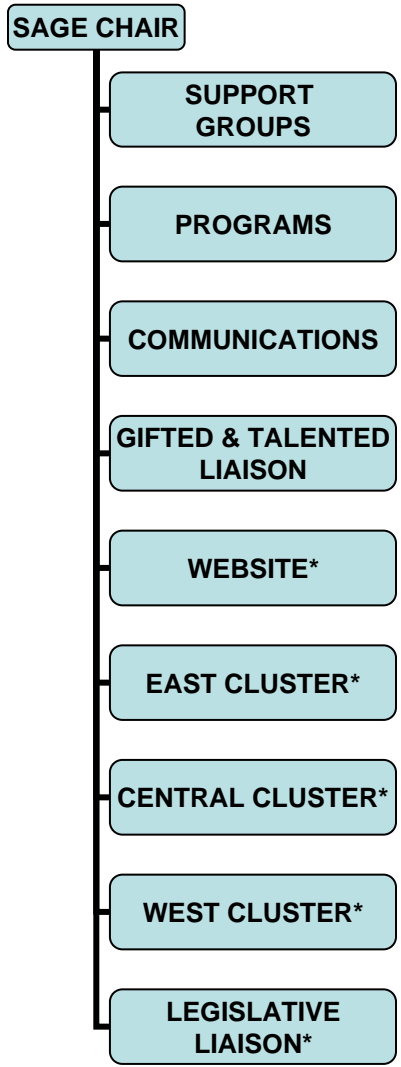 SAGE CHAIR
SUPPORT
GROUPS
PROGRAMS
COMMUNICATIONS
GIFTED & TALENTED
LIAISON
WEBSITE*
EAST CLUSTER*
CENTRAL CLUSTER*
WEST CLUSTER*
LEGISLATIVE
LIAISON*